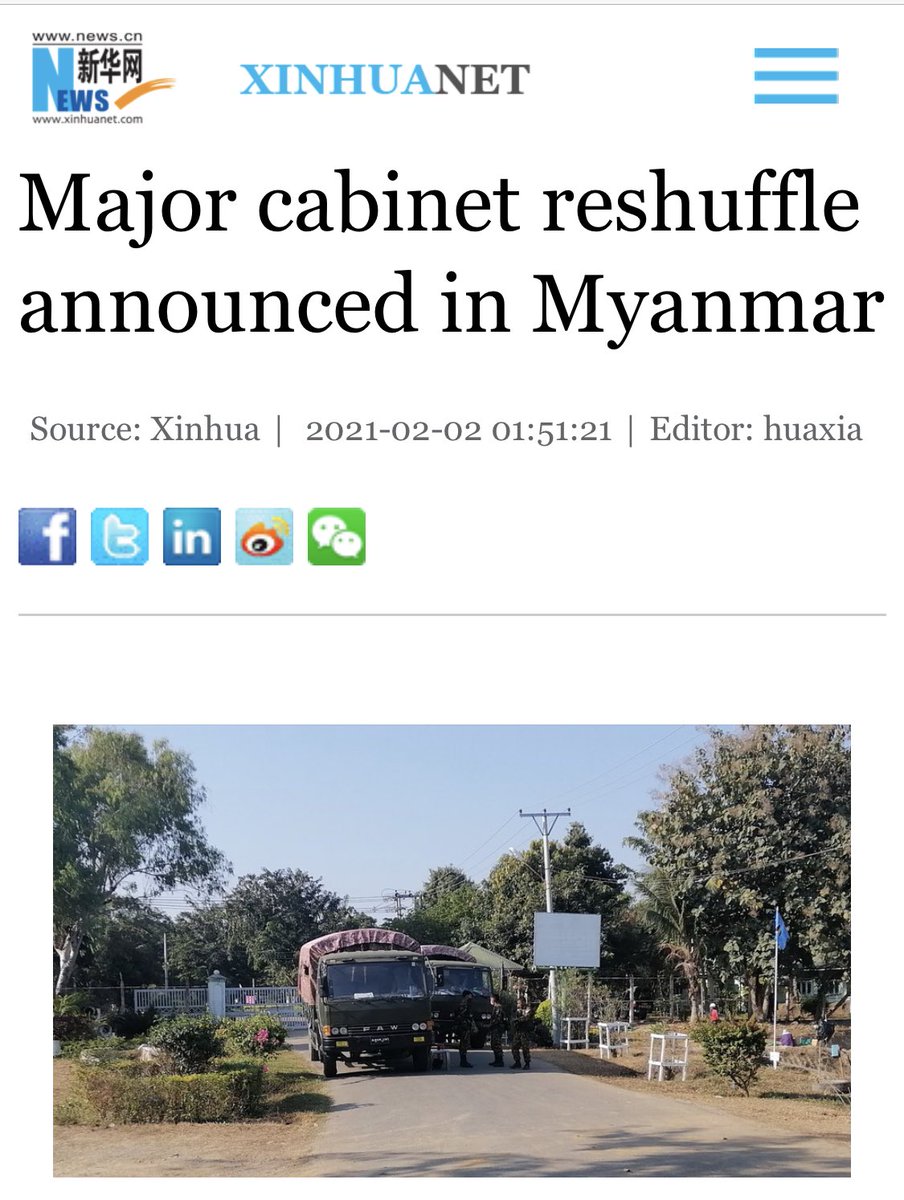 www.news.cn
新华网
NEWS
www.xinhuanet.com
XINHUANET
Major cabinet reshuffle
announced in Myanmar
Source: Xinhua | 2021-02-02 01:51:21 | Editor: huaxia
f
t
in
FAW